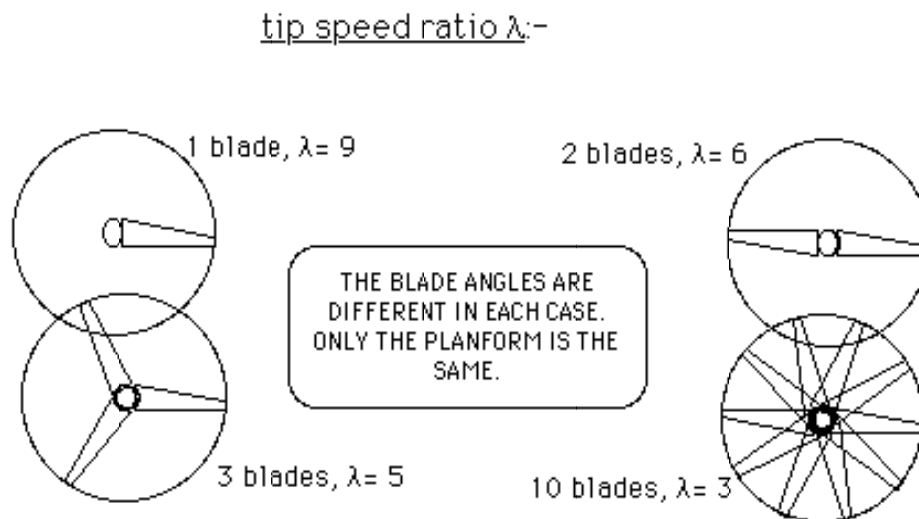 tip speed ratio λ:-
1 blade, λ= 9
2 blades, λ= 6
THE BLADE ANGLES ARE
DIFFERENT IN EACH CASE.
ONLY THE PLANFORM IS THE
SAME.
3 blades, λ= 5
10 blades, λ= 3